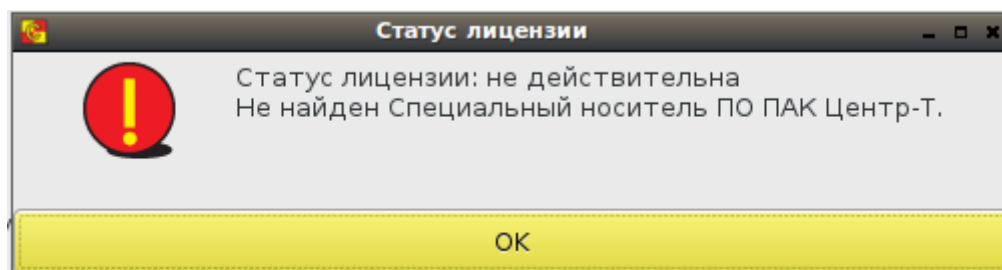 Статус лицензии
Статус лицензии: не действительна
Не найден Специальный носитель ПО ПАК Центр-Т.
OK